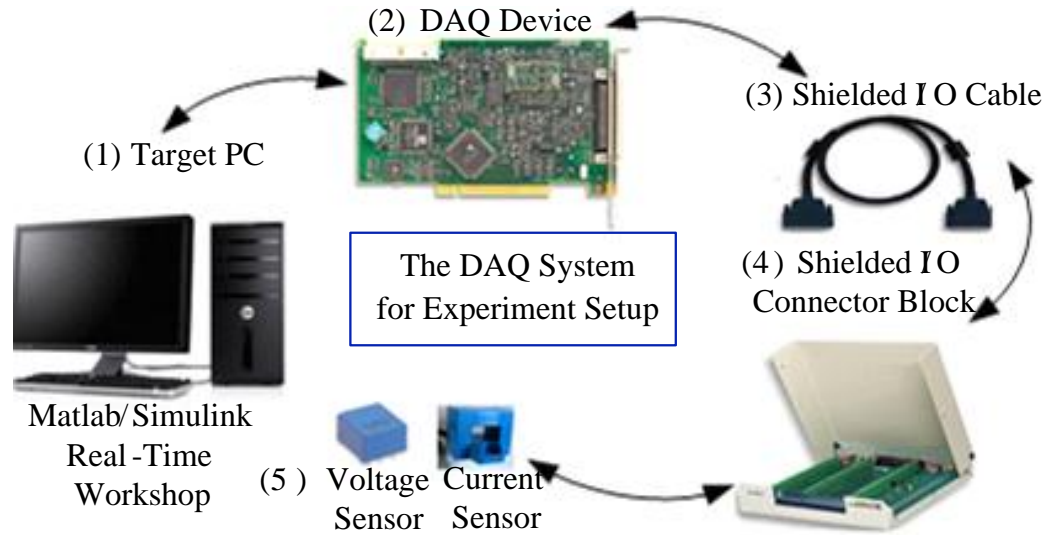 (2) DAQ Device
(3) Shielded I O Cable
(1) Target PC
The DAQ System
for Experiment Setup
(4) Shielded I O
Connector Block
Matlab/Simulink
Real-Time
Workshop
(5) Voltage Sensor
Current Sensor